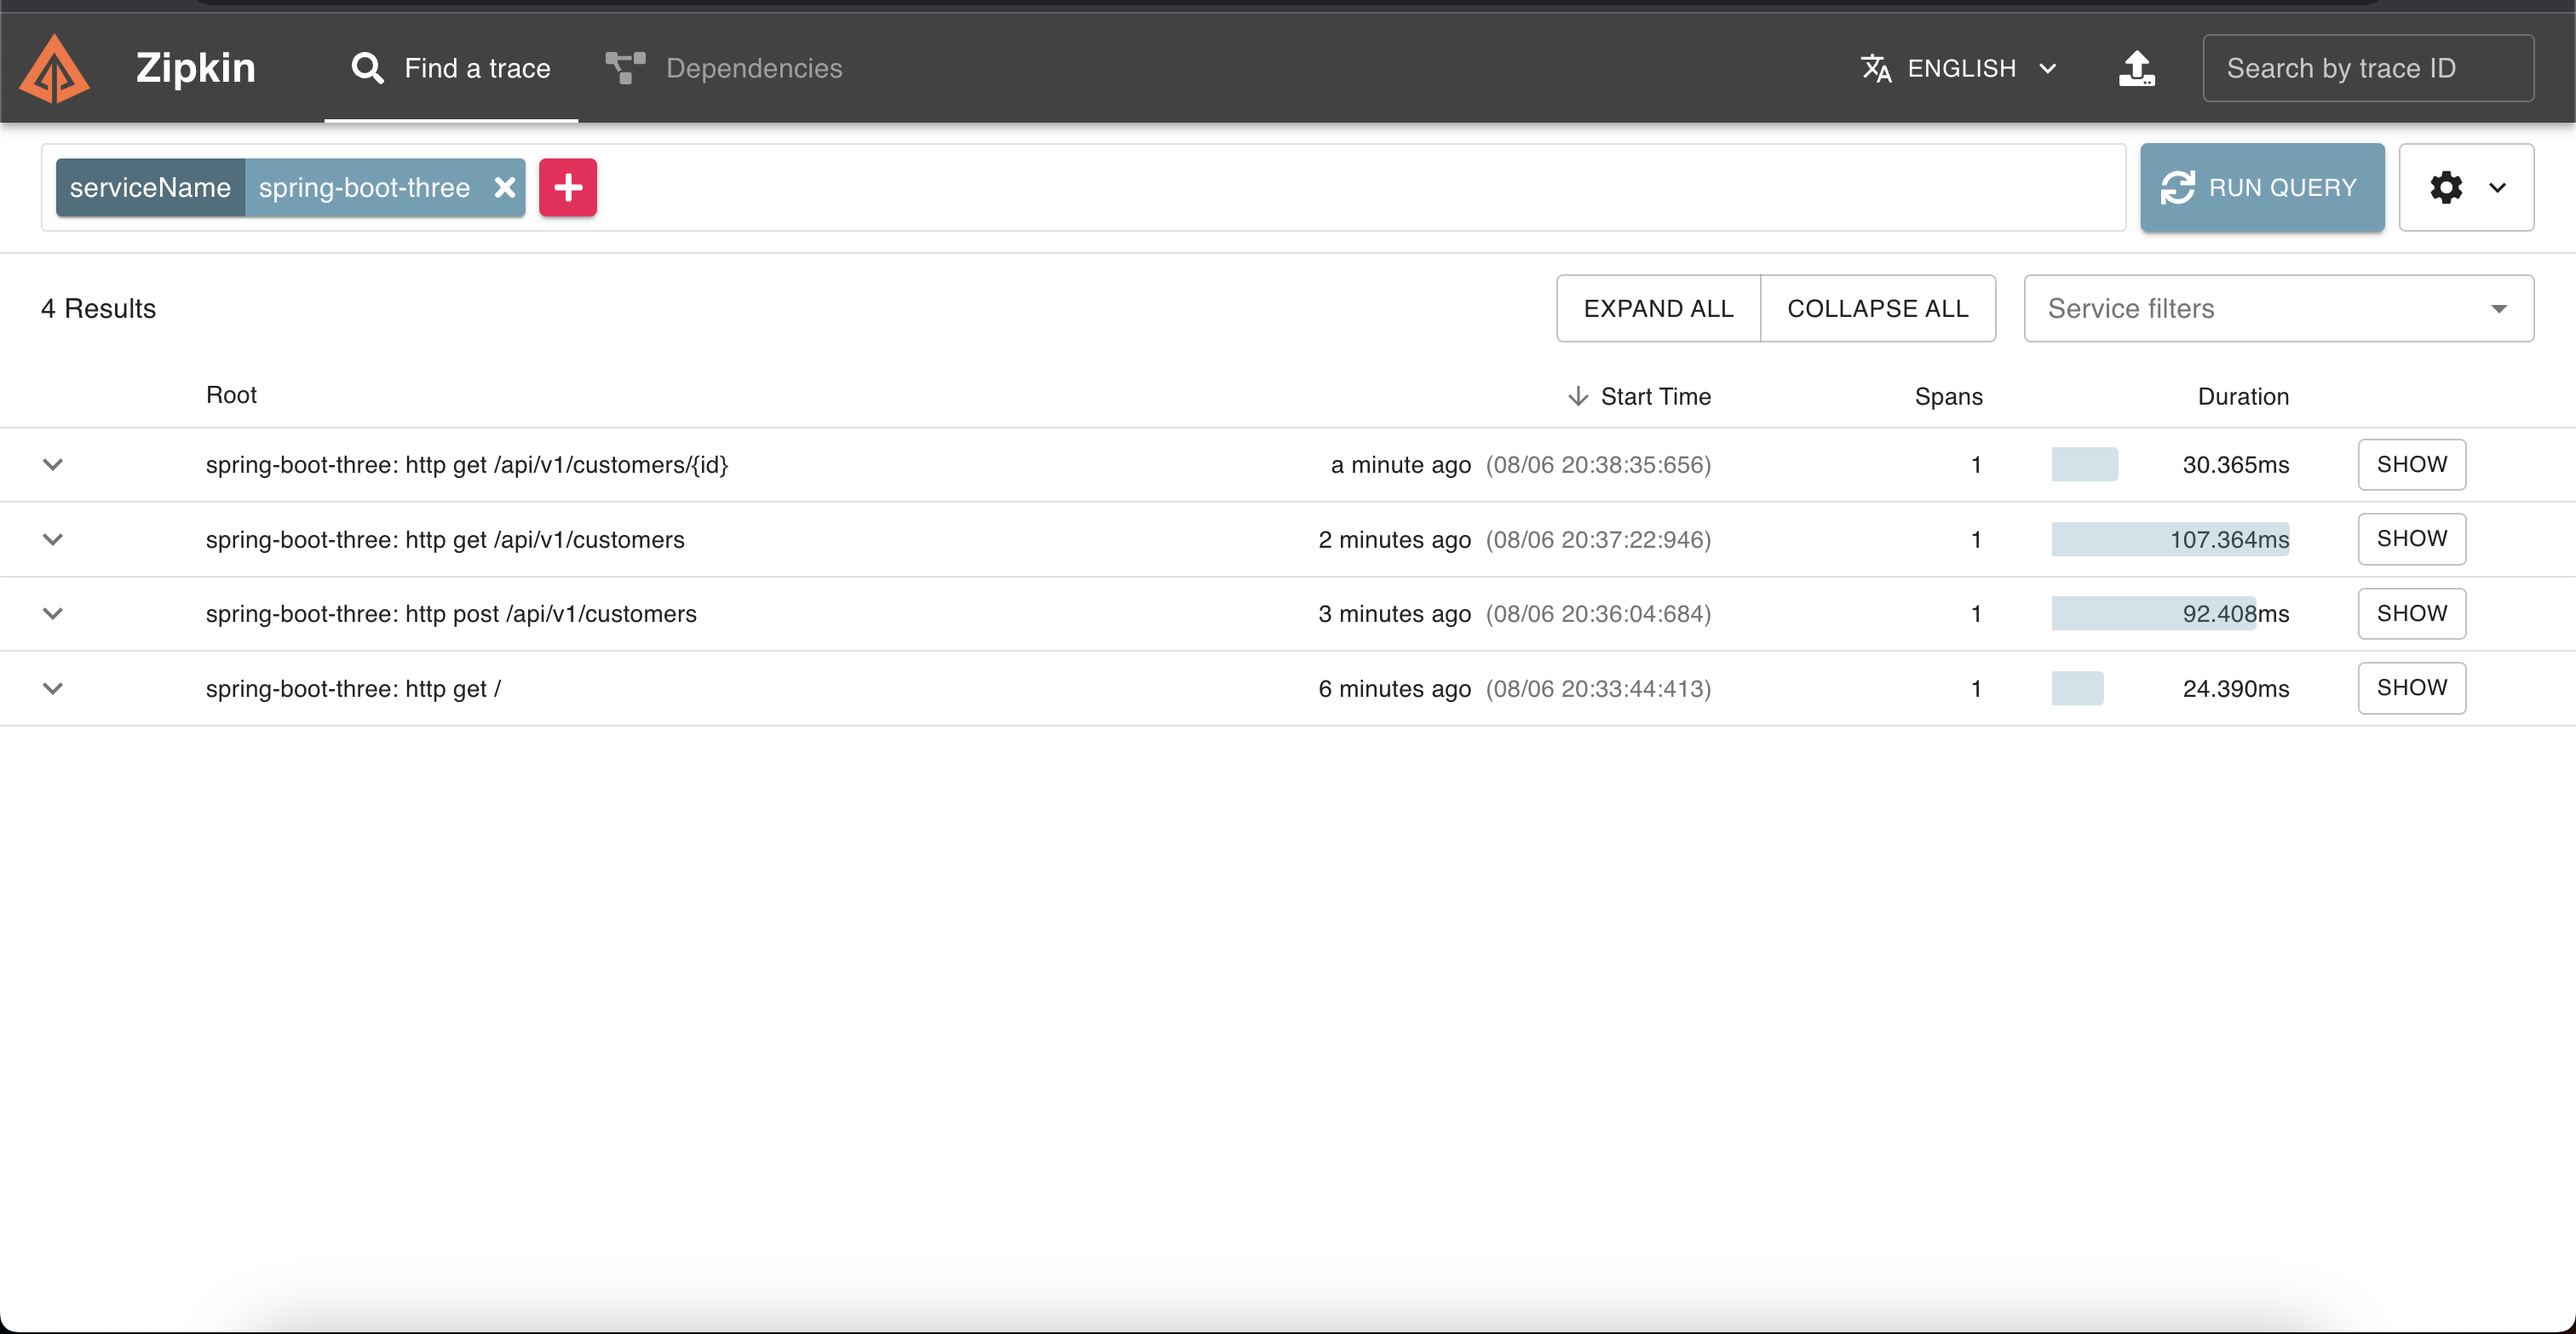 Zipkin Find a trace Dependencies ENGLISH Search by trace ID
serviceName spring-boot-three RUN QUERY
4 Results EXPAND ALL COLLAPSE ALL Service filters
Root Start Time Spans Duration
spring-boot-three: http get /api/v1/customers/{id} a minute ago (08/06 20:38:35:656) 1 30.365ms SHOW
spring-boot-three: http get /api/v1/customers 2 minutes ago (08/06 20:37:22:946) 1 107.364ms SHOW
spring-boot-three: http post /api/v1/customers 3 minutes ago (08/06 20:36:04:684) 1 92.408ms SHOW
spring-boot-three: http get / 6 minutes ago (08/06 20:33:44:413) 1 24.390ms SHOW